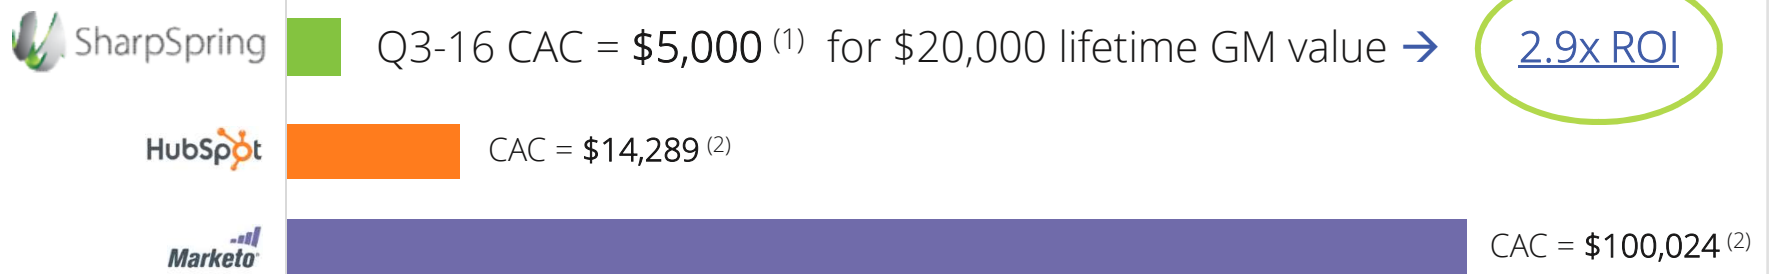 SharpSpring Q3-16 CAC = $5,000 (1) for $20,000 lifetime GM value → 2.9x ROI
HubSpot CAC = $14,289 (2)
Marketo CAC = $100,024 (2)